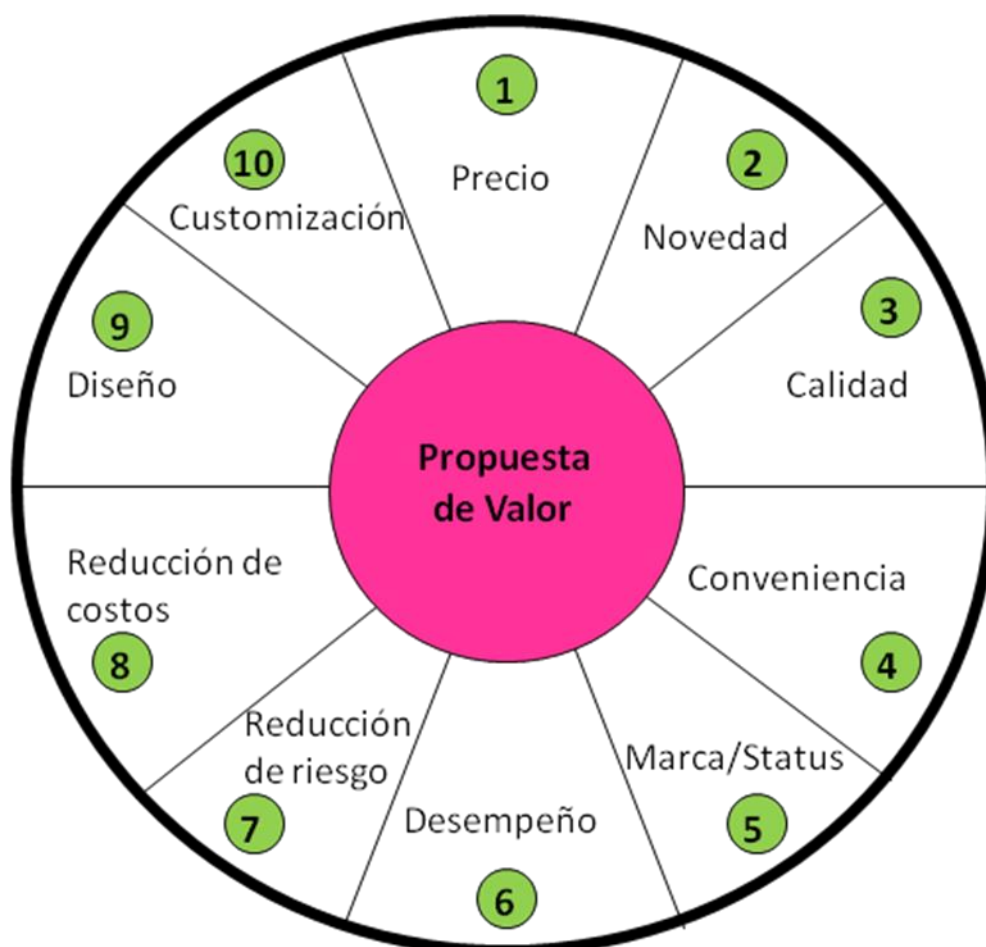 1
Precio
2
Novedad
3
Calidad
Conveniencia
4
Marca/Status
5
Desempeño
6
Reducción
de riesgo
7
Reducción de
costos
8
9
Diseño
10
Customización
Propuesta
de Valor